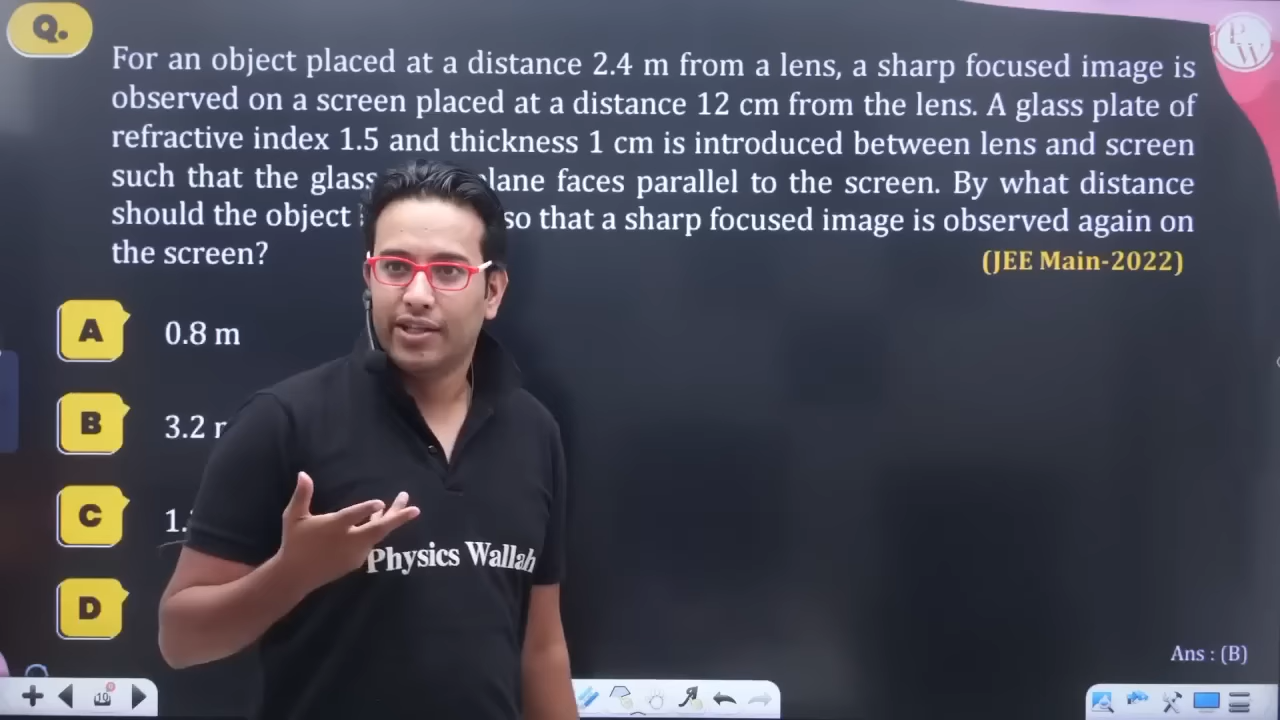 Q.
For an object placed at a distance 2.4 m from a lens, a sharp focused image is
observed on a screen placed at a distance 12 cm from the lens. A glass plate of
refractive index 1.5 and thickness 1 cm is introduced between lens and screen
such that the glass plane faces parallel to the screen. By what distance
should the object so that a sharp focused image is observed again on
the screen?
(JEE Main-2022)
A 0.8 m
B 3.2
C 1.
D
Physics Wallah
Ans : (B)
PW
19